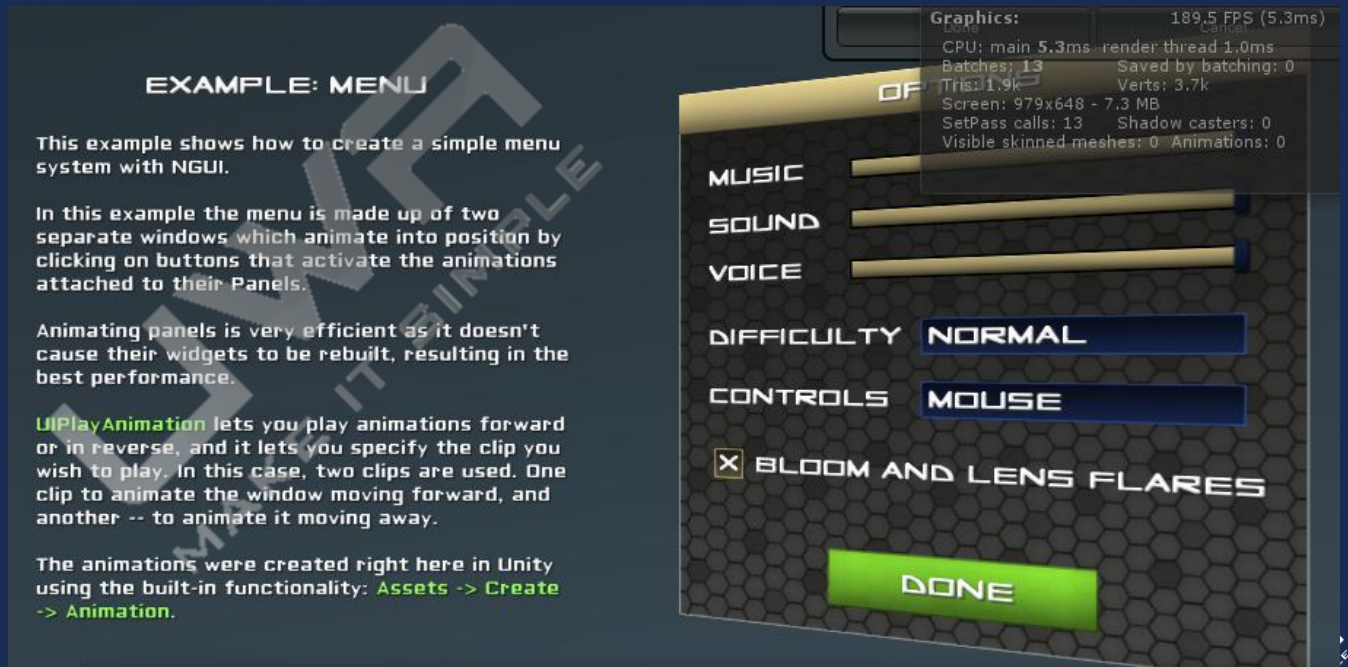 EXAMPLE: MENU
This example shows how to create a simple menu
system with NGUI.
In this example the menu is made up of two
separate windows which animate into position by
clicking on buttons that activate the animations
attached to their Panels.
Animating panels is very efficient as it doesn't
cause their widgets to be rebuilt, resulting in the
best performance.
UIPlayAnimation lets you play animations forward
or in reverse, and it lets you specify the clip you
wish to play. In this case, two clips are used. One
clip to animate the window moving forward, and
another -- to animate it moving away.
The animations were created right here in Unity
using the built-in functionality: Assets -> Create
-> Animation.
UWA
MAKE IT SIMPLE
Done
Cancel
Graphics: 189.5 FPS (5.3ms)
CPU: main 5.3ms render thread 1.0ms
Batches: 13 Saved by batching: 0
Tris: 1.9k Verts: 3.7k
Screen: 979x648 - 7.3 MB
SetPass calls: 13 Shadow casters: 0
Visible skinned meshes: 0 Animations: 0
OPTIONS
MUSIC
SOUND
VOICE
DIFFICULTY NORMAL
CONTROLS MOUSE
X BLOOM AND LENS FLARES
DONE